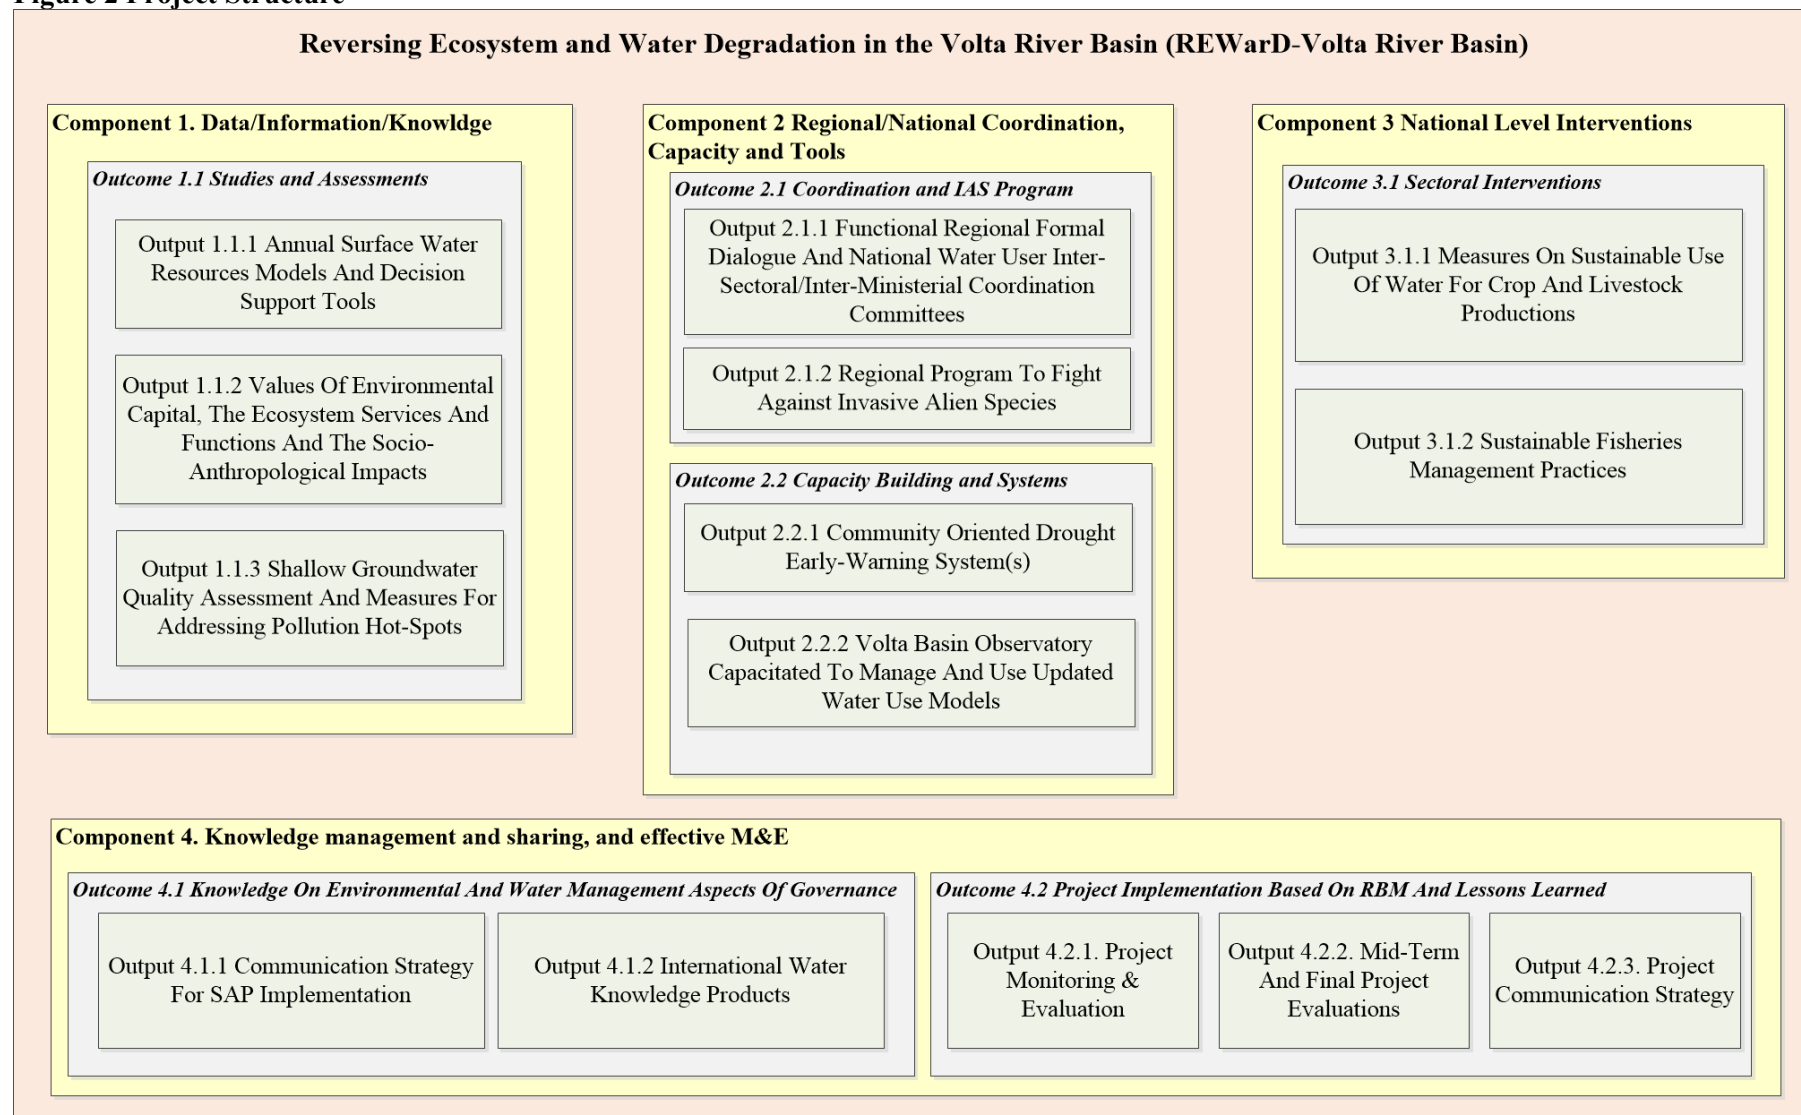 Figure 2 Project Structure
Reversing Ecosystem and Water Degradation in the Volta River Basin (REWarD-Volta River Basin)
Component 1. Data/Information/Knowldge
Outcome 1.1 Studies and Assessments
Output 1.1.1 Annual Surface Water
Resources Models And Decision
Support Tools
Output 1.1.2 Values Of Environmental
Capital, The Ecosystem Services And
Functions And The Socio-
Anthropological Impacts
Output 1.1.3 Shallow Groundwater
Quality Assessment And Measures For
Addressing Pollution Hot-Spots
Component 2 Regional/National Coordination,
Capacity and Tools
Outcome 2.1 Coordination and IAS Program
Output 2.1.1 Functional Regional Formal
Dialogue And National Water User Inter-
Sectoral/Inter-Ministerial Coordination
Committees
Output 2.1.2 Regional Program To Fight
Against Invasive Alien Species
Outcome 2.2 Capacity Building and Systems
Output 2.2.1 Community Oriented Drought
Early-Warning System(s)
Output 2.2.2 Volta Basin Observatory
Capacitated To Manage And Use Updated
Water Use Models
Component 3 National Level Interventions
Outcome 3.1 Sectoral Interventions
Output 3.1.1 Measures On Sustainable Use
Of Water For Crop And Livestock
Productions
Output 3.1.2 Sustainable Fisheries
Management Practices
Component 4. Knowledge management and sharing, and effective M&E
Outcome 4.1 Knowledge On Environmental And Water Management Aspects Of Governance
Output 4.1.1 Communication Strategy
For SAP Implementation
Output 4.1.2 International Water
Knowledge Products
Outcome 4.2 Project Implementation Based On RBM And Lessons Learned
Output 4.2.1. Project
Monitoring &
Evaluation
Output 4.2.2. Mid-Term
And Final Project
Evaluations
Output 4.2.3. Project
Communication Strategy